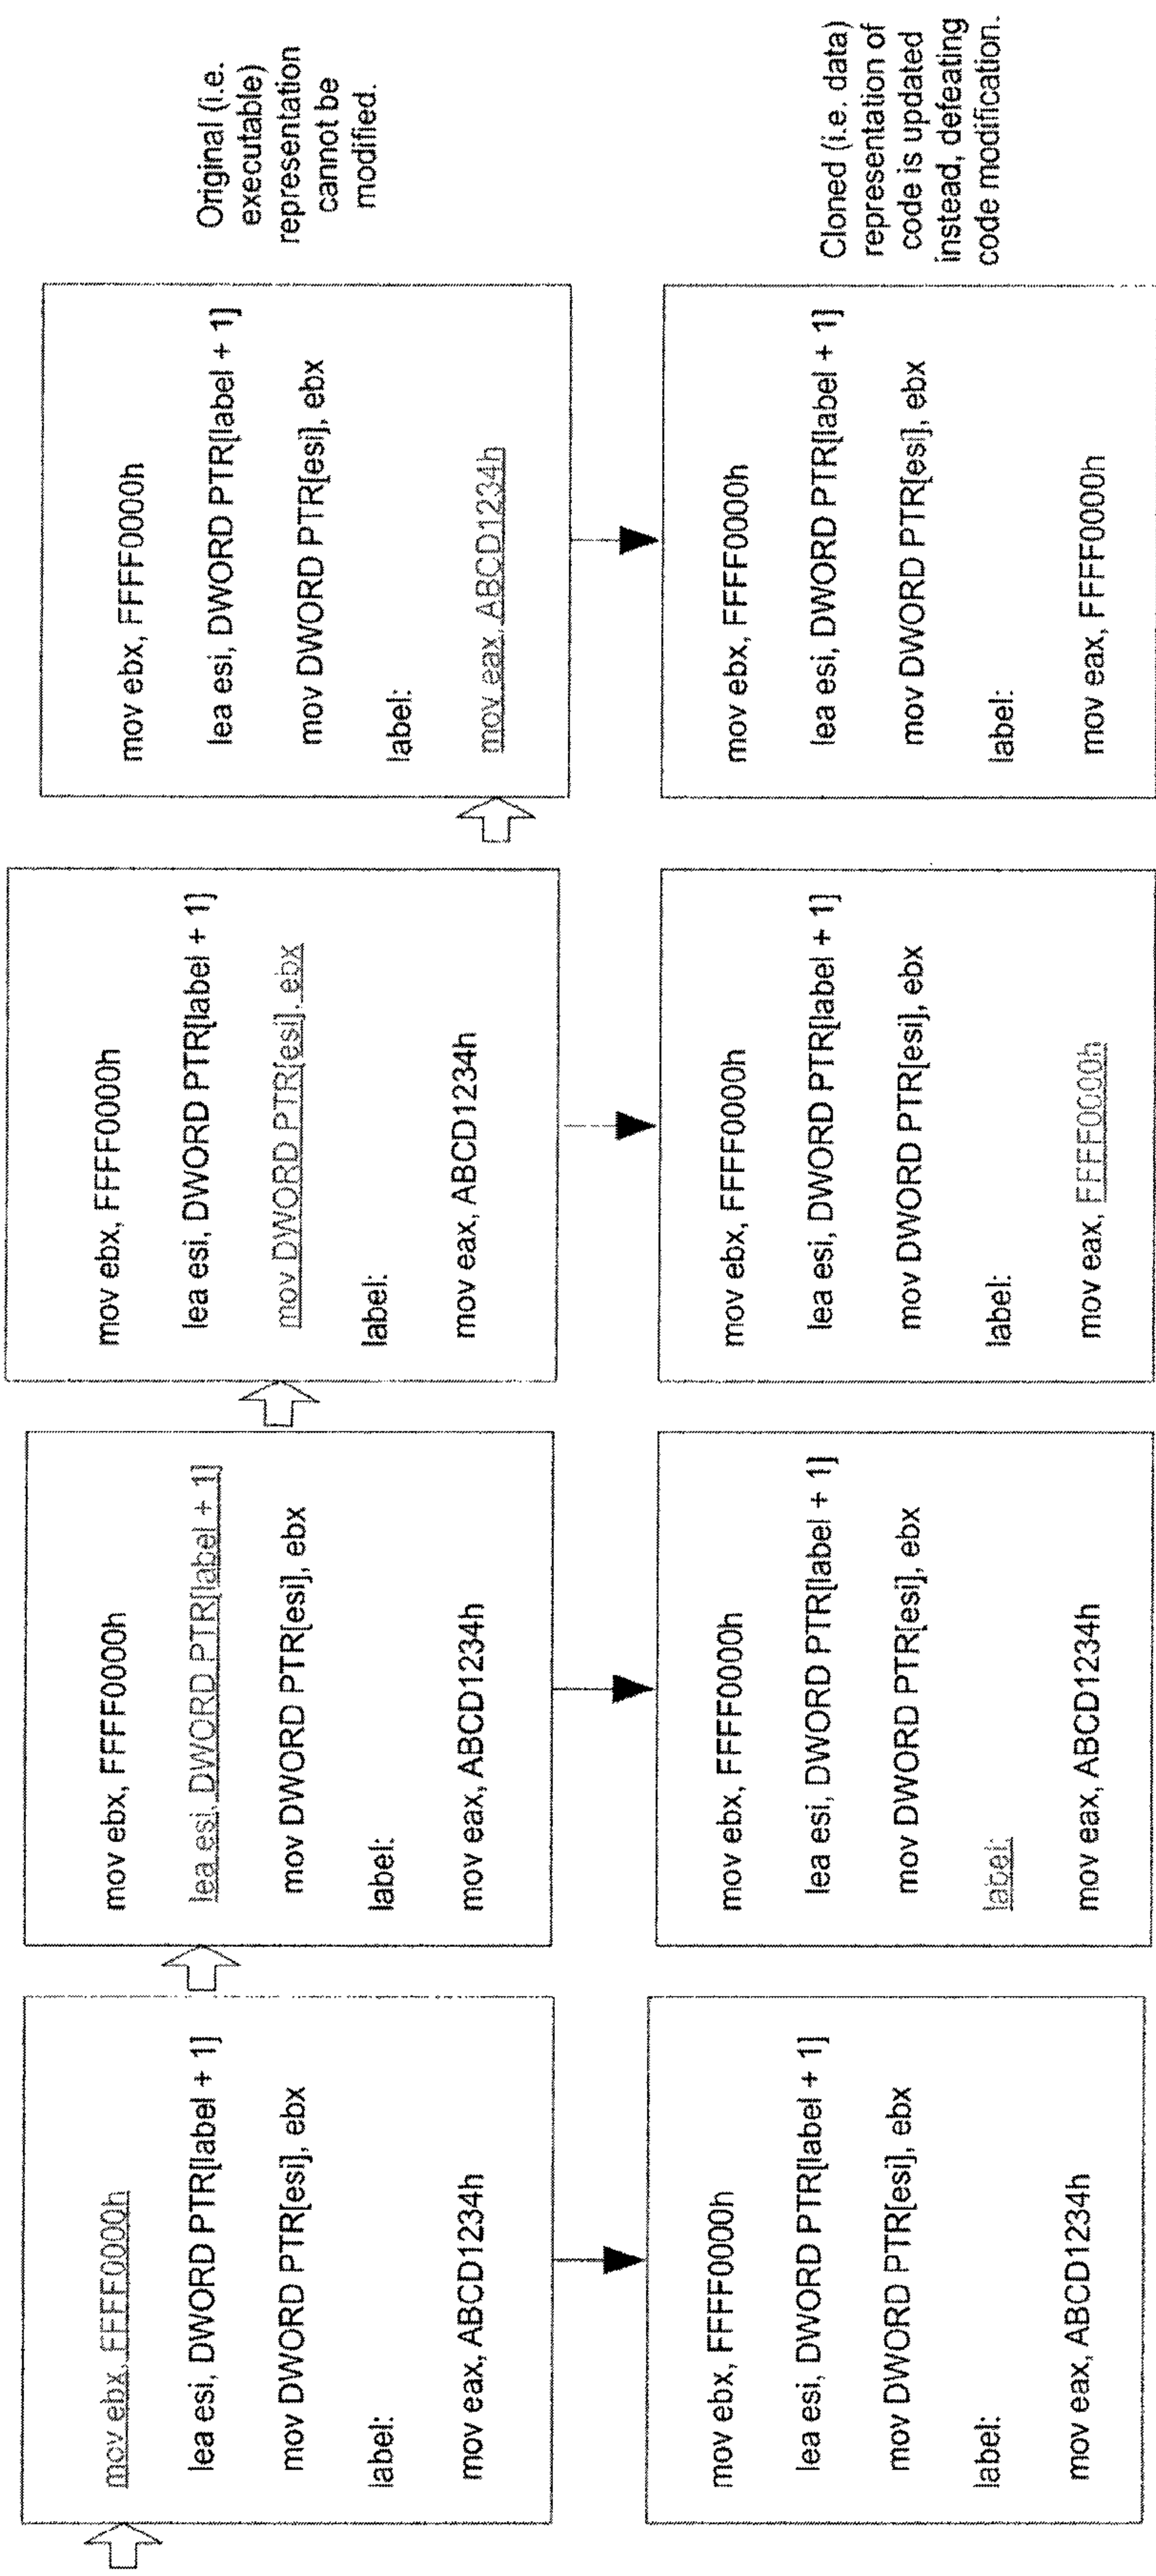 mov ebx, FFFF0000h
lea esi, DWORD PTR[label + 1]
mov DWORD PTR[esi], ebx
label:
mov eax, ABCD1234h
mov ebx, FFFF0000h
lea esi, DWORD PTR[label + 1]
mov DWORD PTR[esi], ebx
label:
mov eax, ABCD1234h
mov ebx, FFFF0000h
lea esi, DWORD PTR[label + 1]
mov DWORD PTR[esi], ebx
label:
mov eax, ABCD1234h
mov ebx, FFFF0000h
lea esi, DWORD PTR[label + 1]
mov DWORD PTR[esi], ebx
label:
mov eax, ABCD1234h
Original (i.e.
executable)
representation
cannot be
modified.
mov ebx, FFFF0000h
lea esi, DWORD PTR[label + 1]
mov DWORD PTR[esi], ebx
label:
mov eax, ABCD1234h
mov ebx, FFFF0000h
lea esi, DWORD PTR[label + 1]
mov DWORD PTR[esi], ebx
label:
mov eax, ABCD1234h
mov ebx, FFFF0000h
lea esi, DWORD PTR[label + 1]
mov DWORD PTR[esi], ebx
label:
mov eax, FFFF0000h
mov ebx, FFFF0000h
lea esi, DWORD PTR[label + 1]
mov DWORD PTR[esi], ebx
label:
mov eax, FFFF0000h
Cloned (i.e. data)
representation of
code is updated
instead, defeating
code modification.